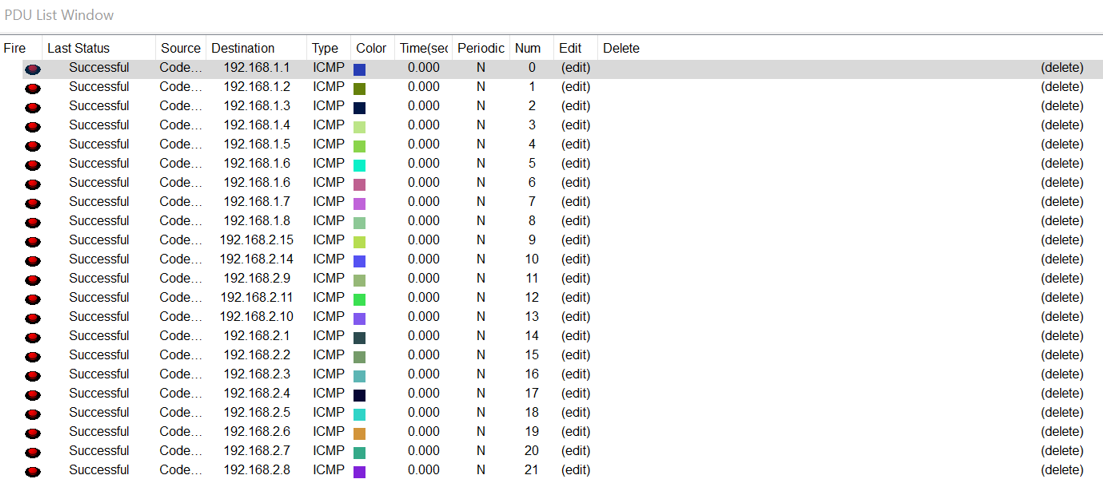 PDU List Window
Fire Last Status Source Destination Type Color Time(sec Periodic Num Edit Delete
Successful Code... 192.168.1.1 ICMP 0.000 N 0 (edit) (delete)
Successful Code... 192.168.1.2 ICMP 0.000 N 1 (edit) (delete)
Successful Code... 192.168.1.3 ICMP 0.000 N 2 (edit) (delete)
Successful Code... 192.168.1.4 ICMP 0.000 N 3 (edit) (delete)
Successful Code... 192.168.1.5 ICMP 0.000 N 4 (edit) (delete)
Successful Code... 192.168.1.6 ICMP 0.000 N 5 (edit) (delete)
Successful Code... 192.168.1.6 ICMP 0.000 N 6 (edit) (delete)
Successful Code... 192.168.1.7 ICMP 0.000 N 7 (edit) (delete)
Successful Code... 192.168.1.8 ICMP 0.000 N 8 (edit) (delete)
Successful Code... 192.168.2.15 ICMP 0.000 N 9 (edit) (delete)
Successful Code... 192.168.2.14 ICMP 0.000 N 10 (edit) (delete)
Successful Code... 192.168.2.9 ICMP 0.000 N 11 (edit) (delete)
Successful Code... 192.168.2.11 ICMP 0.000 N 12 (edit) (delete)
Successful Code... 192.168.2.10 ICMP 0.000 N 13 (edit) (delete)
Successful Code... 192.168.2.1 ICMP 0.000 N 14 (edit) (delete)
Successful Code... 192.168.2.2 ICMP 0.000 N 15 (edit) (delete)
Successful Code... 192.168.2.3 ICMP 0.000 N 16 (edit) (delete)
Successful Code... 192.168.2.4 ICMP 0.000 N 17 (edit) (delete)
Successful Code... 192.168.2.5 ICMP 0.000 N 18 (edit) (delete)
Successful Code... 192.168.2.6 ICMP 0.000 N 19 (edit) (delete)
Successful Code... 192.168.2.7 ICMP 0.000 N 20 (edit) (delete)
Successful Code... 192.168.2.8 ICMP 0.000 N 21 (edit) (delete)